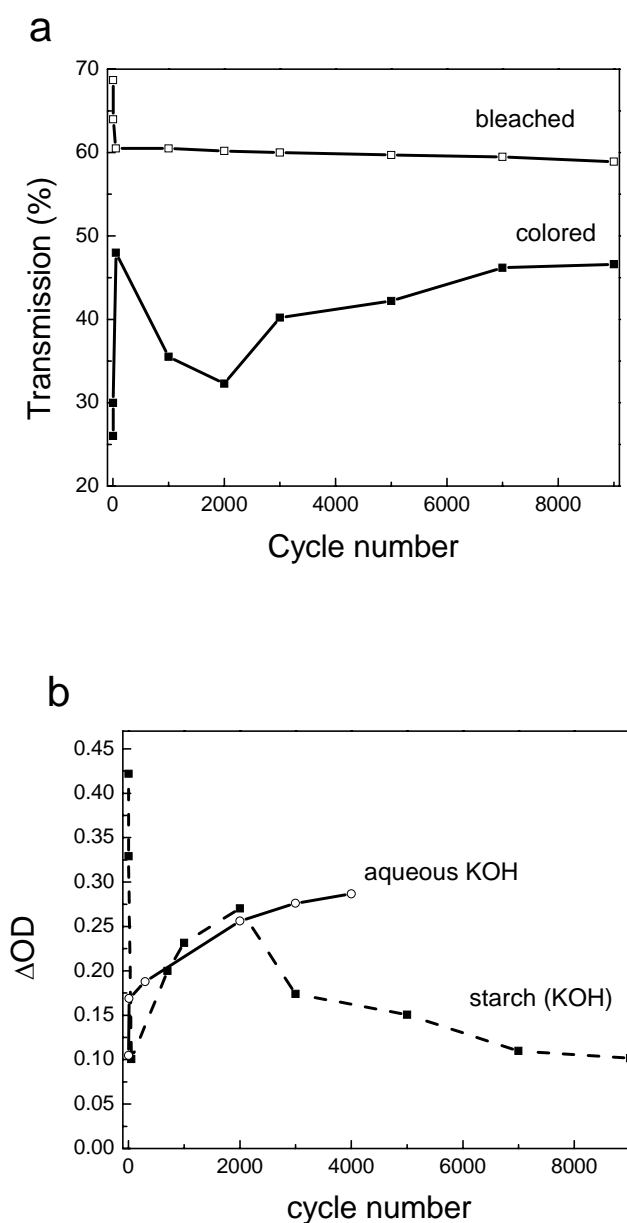 a
70
60
50
40
30
20
Transmission (%)
bleached
colored
0 2000 4000 6000 8000
Cycle number
b
0.45
0.40
0.35
0.30
0.25
0.20
0.15
0.10
0.05
0.00
ΔOD
aqueous KOH
starch (KOH)
0 2000 4000 6000 8000
cycle number